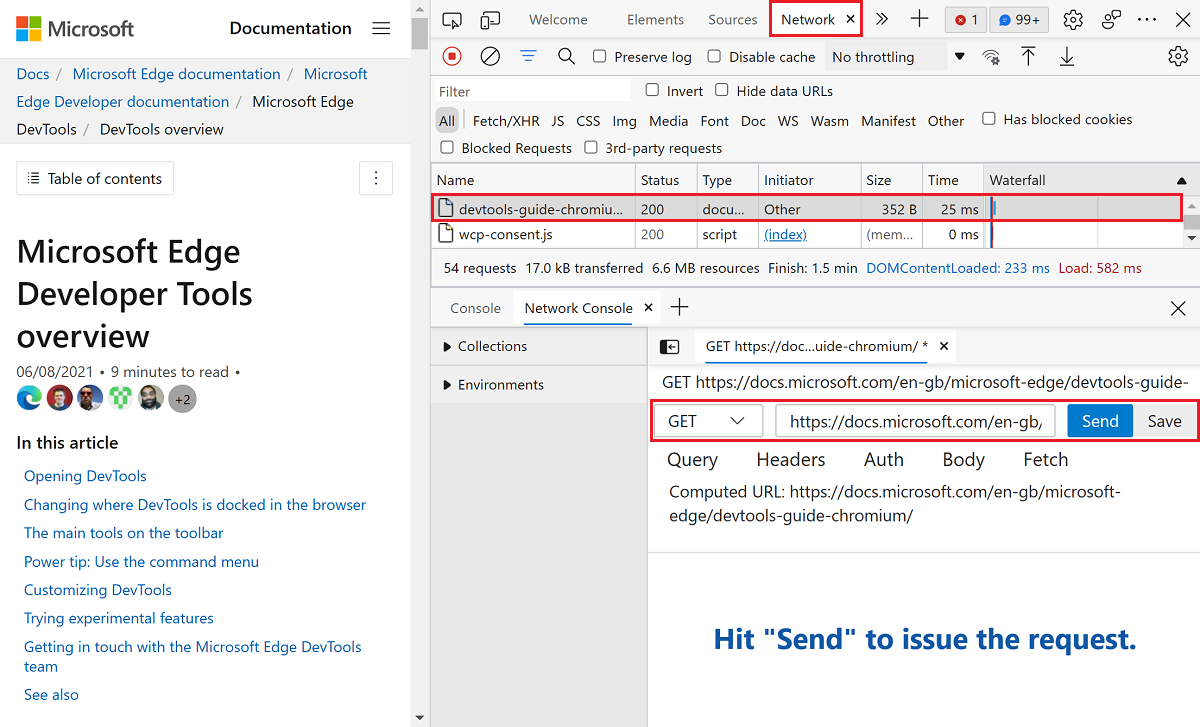 Microsoft
Documentation
Docs / Microsoft Edge documentation / Microsoft
Edge Developer documentation / Microsoft Edge
DevTools / DevTools overview
Table of contents
Microsoft Edge
Developer Tools
overview
06/08/2021 • 9 minutes to read •
+2
In this article
Opening DevTools
Changing where DevTools is docked in the browser
The main tools on the toolbar
Power tip: Use the command menu
Customizing DevTools
Trying experimental features
Getting in touch with the Microsoft Edge DevTools
team
See also
Welcome Elements Sources Network 1 99+
Preserve log Disable cache No throttling
Filter Invert Hide data URLs
All Fetch/XHR JS CSS Img Media Font Doc WS Wasm Manifest Other Has blocked cookies
Blocked Requests 3rd-party requests
Name Status Type Initiator Size Time Waterfall
devtools-guide-chromiu... 200 docu... Other 352 B 25 ms
wcp-consent.js 200 script (index) (mem... 0 ms
54 requests 17.0 kB transferred 6.6 MB resources Finish: 1.5 min DOMContentLoaded: 233 ms Load: 582 ms
Console Network Console
Collections
Environments
GET https://doc...uide-chromium/ *
GET https://docs.microsoft.com/en-gb/microsoft-edge/devtools-guide-
GET https://docs.microsoft.com/en-gb/ Send Save
Query Headers Auth Body Fetch
Computed URL: https://docs.microsoft.com/en-gb/microsoft-
edge/devtools-guide-chromium/
Hit "Send" to issue the request.